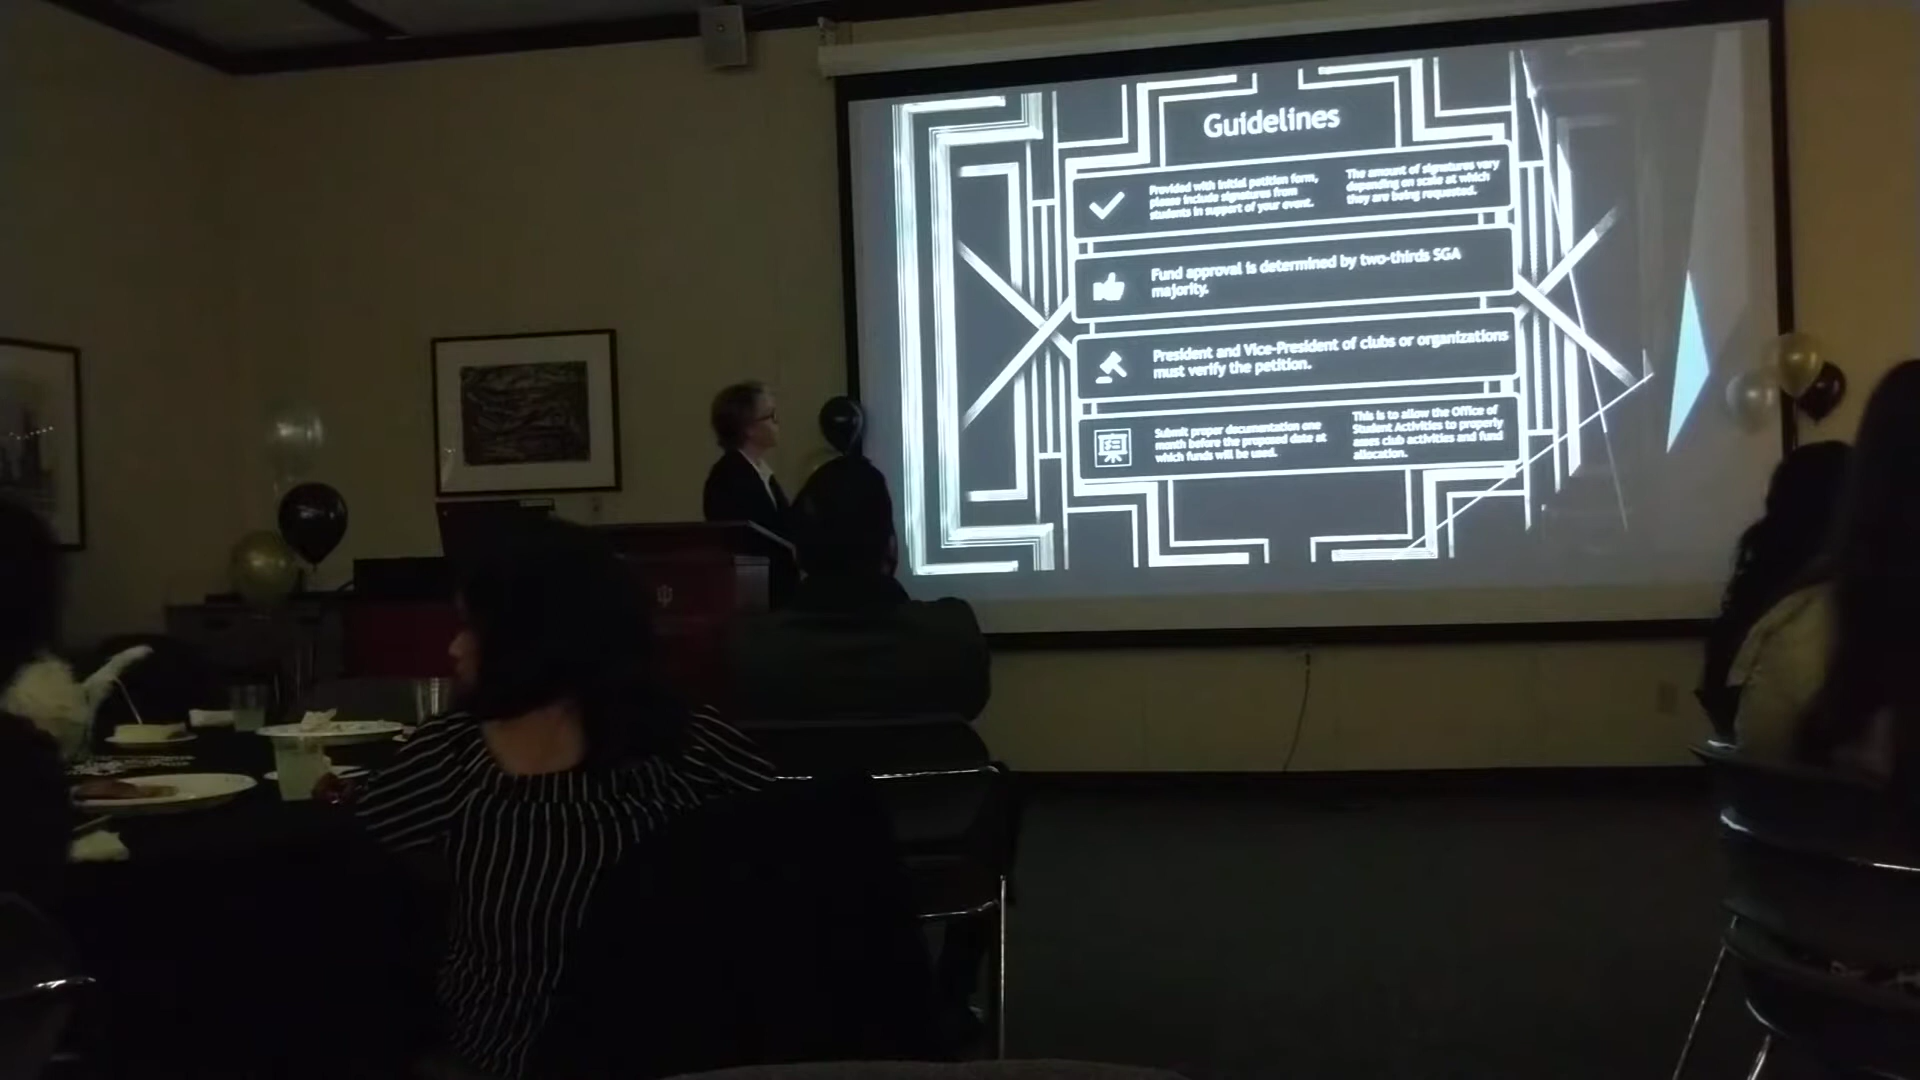 Guidelines
Provided with initial petition form,
please include signatures from
students in support of your event.
The amount of signatures vary
depending on scale at which
they are being requested.
Fund approval is determined by two-thirds SGA
majority.
President and Vice-President of clubs or organizations
must verify the petition.
Submit proper documentation one
month before the proposed date at
which funds will be used.
This is to allow the Office of
Student Activities to properly
asses club activities and fund
allocation.